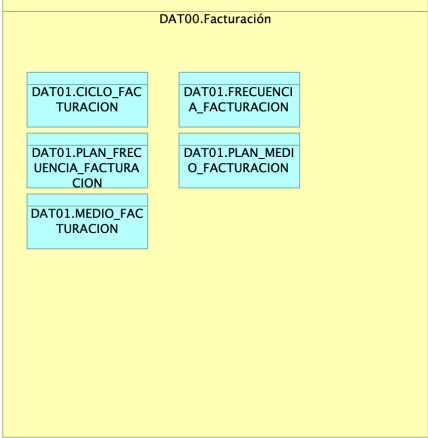 DAT00.Facturación
DAT01.CICLO_FAC
TURACION
DAT01.FRECUENCI
A_FACTURACION
DAT01.PLAN_FREC
UENCIA_FACTURA
CION
DAT01.PLAN_MEDI
O_FACTURACION
DAT01.MEDIO_FAC
TURACION